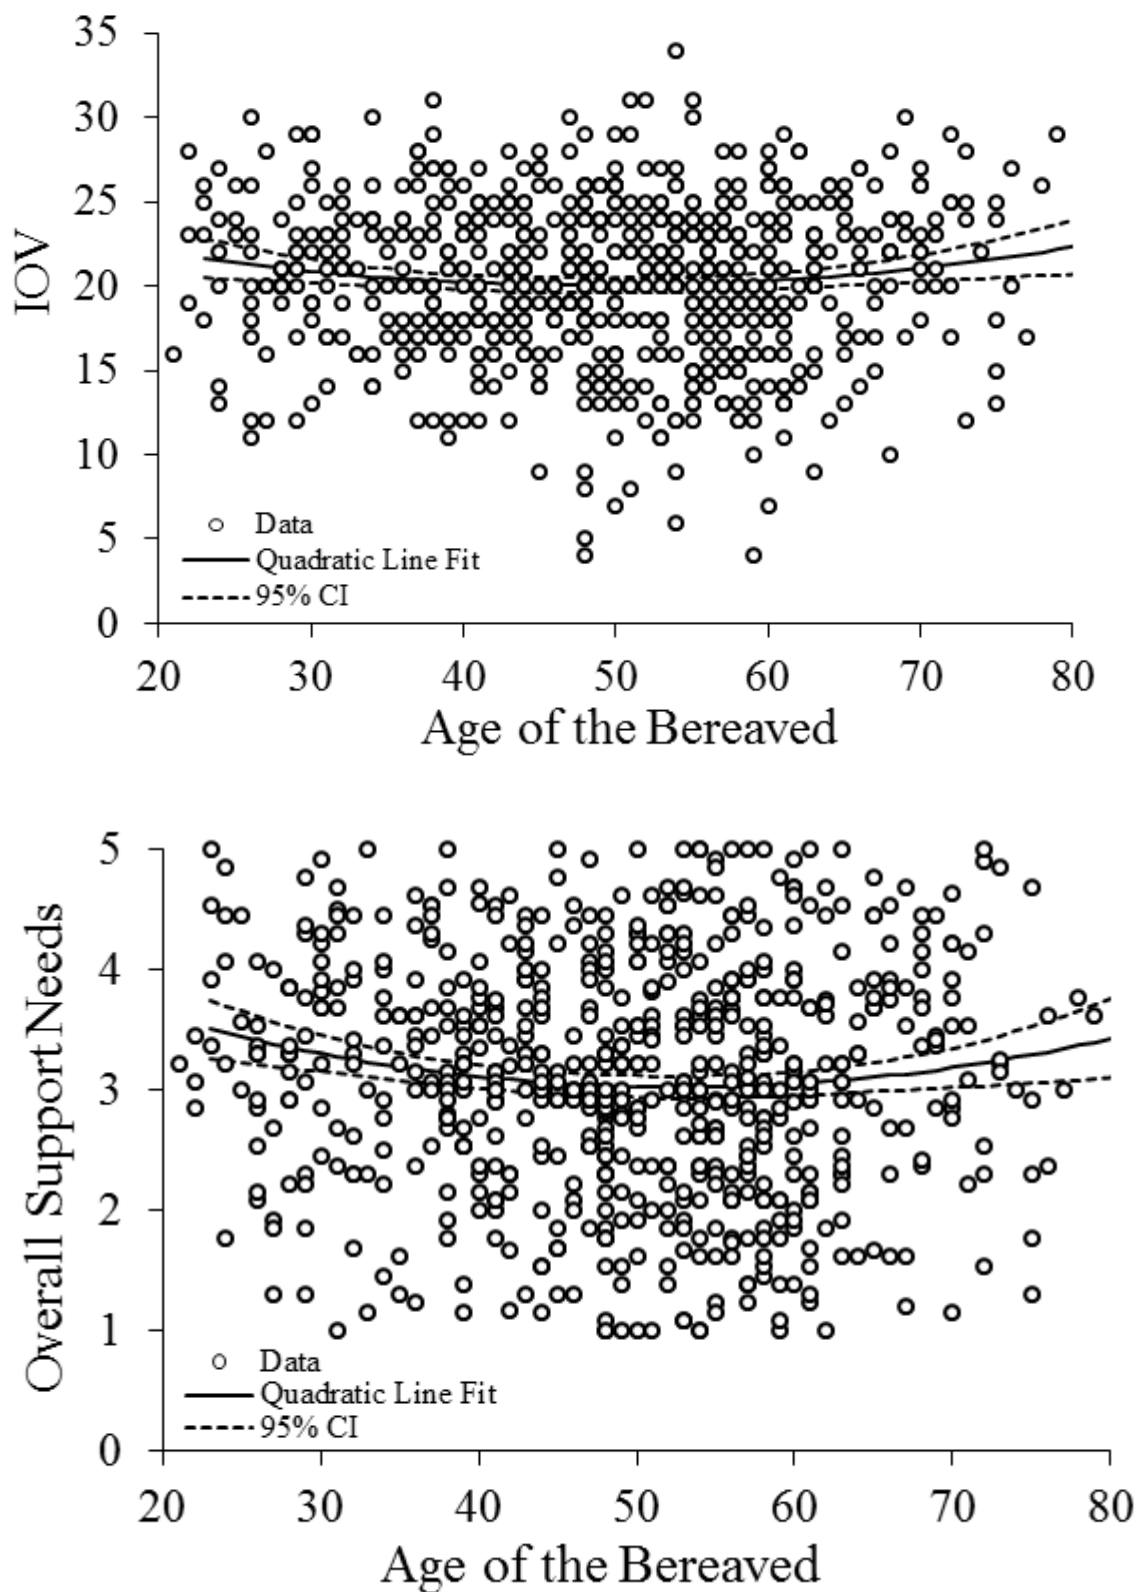 35
30
25
20
15
10
5
0
IOV
Data
Quadratic Line Fit
95% CI
20 30 40 50 60 70 80
Age of the Bereaved
5
4
3
2
1
0
Overall Support Needs
Data
Quadratic Line Fit
95% CI
20 30 40 50 60 70 80
Age of the Bereaved